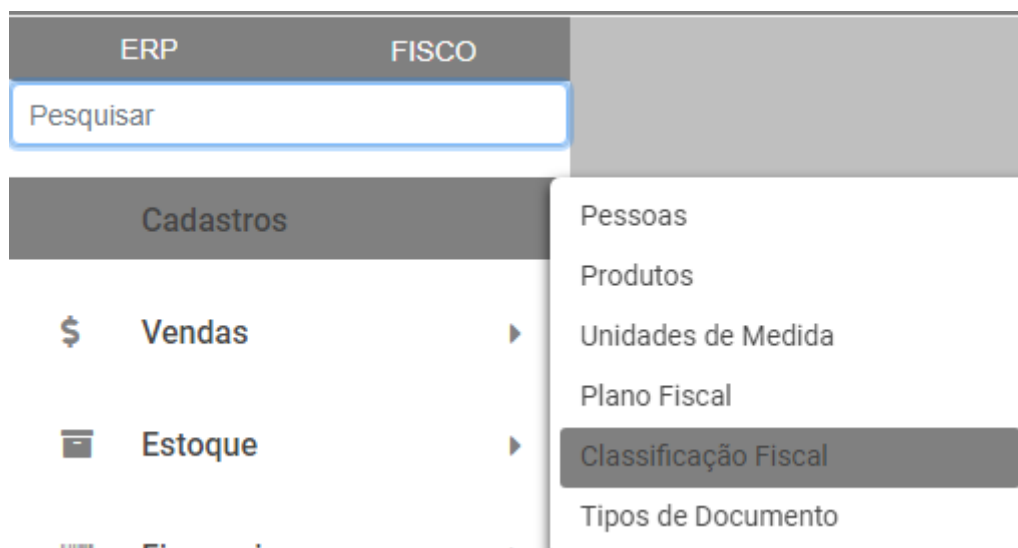 ERP FISCO
Pesquisar
Cadastros
Vendas
Estoque
Pessoas
Produtos
Unidades de Medida
Plano Fiscal
Classificação Fiscal
Tipos de Documento